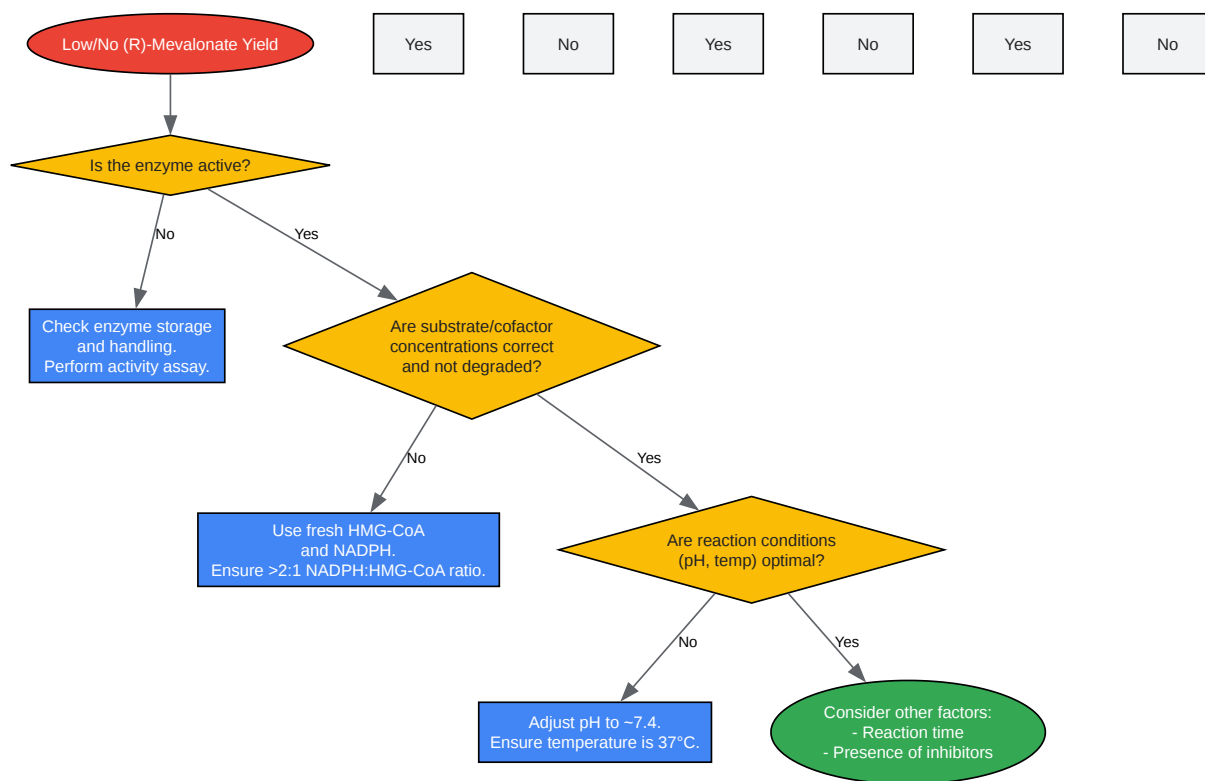 Low/No (R)-Mevalonate Yield
Yes
No
Yes
No
Yes
No
Is the enzyme active?
No
Yes
Check enzyme storage
and handling.
Perform activity assay.
Are substrate/cofactor
concentrations correct
and not degraded?
No
Yes
Use fresh HMG-CoA
and NADPH.
Ensure >2:1 NADPH:HMG-CoA ratio.
Are reaction conditions
(pH, temp) optimal?
No
Yes
Adjust pH to ~7.4.
Ensure temperature is 37°C.
Consider other factors:
- Reaction time
- Presence of inhibitors